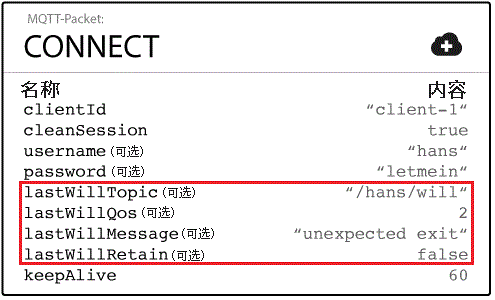 MQTT-Packet:
CONNECT
名称 内容
clientId “client-1“
cleanSession true
username(可选) “hans“
password(可选) “letmein“
lastWillTopic(可选) “/hans/will“
lastWillQos(可选) 2
lastWillMessage(可选) “unexpected exit“
lastWillRetain(可选) false
keepAlive 60